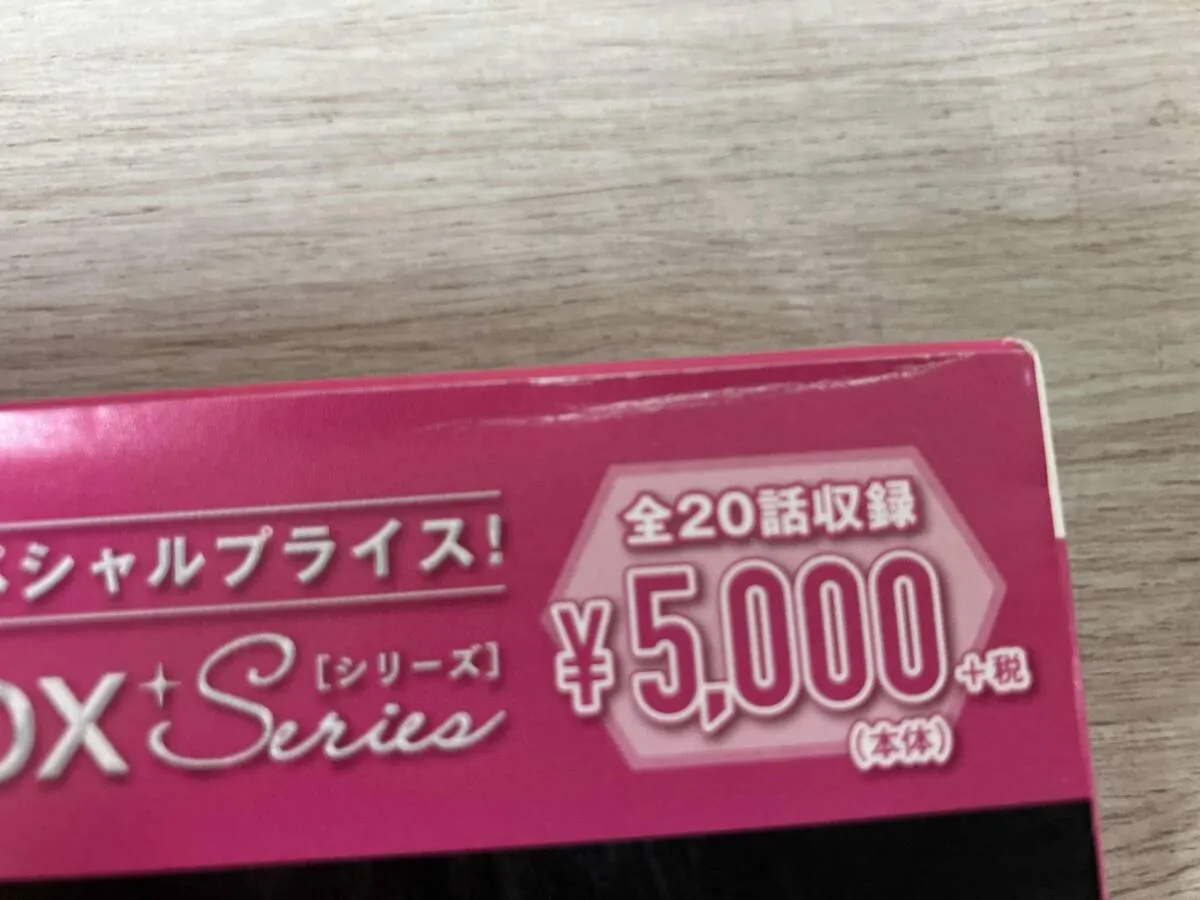 シャルプライス!
全20話収録
¥5,000+税
(本体)
OX Series [シリーズ]